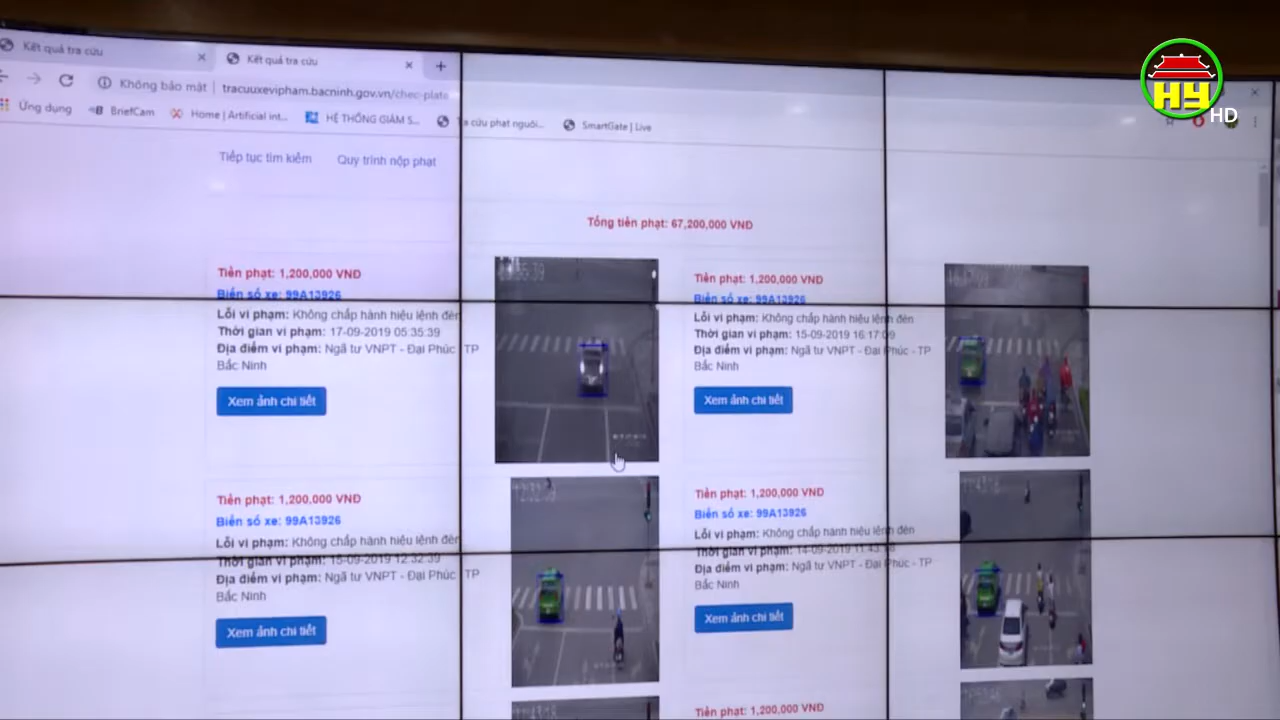 Kết quả tra cứu
Kết quả tra cứu
Không bảo mật | tracuuxevipham.bacninh.gov.vn/chec-plate
Ứng dụng BriefCam Home | Artificial int... HỆ THỐNG GIÁM S... a cứu phạt nguôi... SmartGate | Live
HY HD
Tiếp tục tìm kiếm Quy trình nộp phạt
Tổng tiền phạt: 67,200,000 VNĐ
Tiền phạt: 1,200,000 VNĐ
Biển số xe: 99A13926
Lỗi vi phạm: Không chấp hành hiệu lệnh đèn
Thời gian vi phạm: 17-09-2019 05:35:39
Địa điểm vi phạm: Ngã tư VNPT - Đại Phúc TP
Bắc Ninh
Xem ảnh chi tiết
Tiền phạt: 1,200,000 VNĐ
Biển số xe: 99A13926
Lỗi vi phạm: Không chấp hành hiệu lệnh đèn
Thời gian vi phạm: 15-09-2019 16:17:09
Địa điểm vi phạm: Ngã tư VNPT - Đại Phúc - TP
Bắc Ninh
Xem ảnh chi tiết
Tiền phạt: 1,200,000 VNĐ
Biển số xe: 99A13926
Lỗi vi phạm: Không chấp hành hiệu lệnh đèn
Thời gian vi phạm: 15-09-2019 12:32:39
Địa điểm vi phạm: Ngã tư VNPT - Đại Phúc TP
Bắc Ninh
Xem ảnh chi tiết
Tiền phạt: 1,200,000 VNĐ
Biển số xe: 99A13926
Lỗi vi phạm: Không chấp hành hiệu lệnh đèn
Thời gian vi phạm: 14-09-2019
Địa điểm vi phạm: Ngã tư VNPT - Đại Phúc - TP
Bắc Ninh
Xem ảnh chi tiết
Tiền phạt: 1,200,000 VNĐ